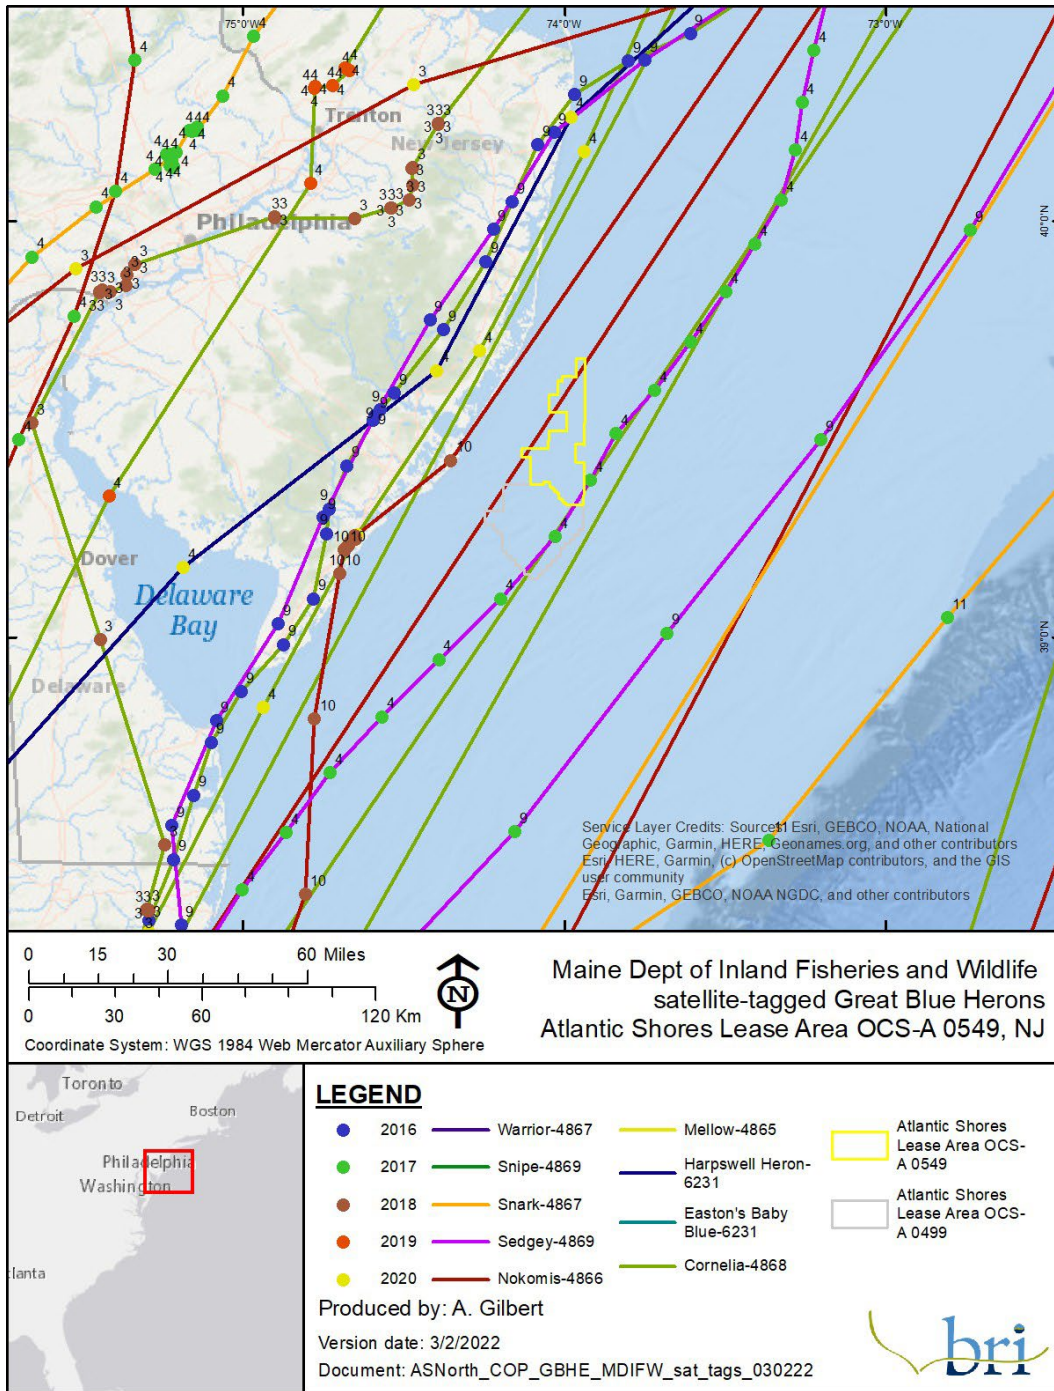 75°0'W
74°0'W
73°0'W
40°0'N
39°0'N
Trenton
New Jersey
Philadelphia
Dover
Delaware
Bay
Delaware
Service Layer Credits: Sources: Esri, GEBCO, NOAA, National
Geographic, Garmin, HERE, Geonames.org, and other contributors
Esri, HERE, Garmin, (c) OpenStreetMap contributors, and the GIS
user community
Esri, Garmin, GEBCO, NOAA NGDC, and other contributors
0 15 30 60 Miles
0 30 60 120 Km
N
Coordinate System: WGS 1984 Web Mercator Auxiliary Sphere
Maine Dept of Inland Fisheries and Wildlife
satellite-tagged Great Blue Herons
Atlantic Shores Lease Area OCS-A 0549, NJ
Toronto
Detroit
Boston
Philadelphia
Washington
lanta
LEGEND
2016
2017
2018
2019
2020
Warrior-4867
Snipe-4869
Snark-4867
Sedgey-4869
Nokomis-4866
Mellow-4865
Harpswell Heron-
6231
Easton's Baby
Blue-6231
Cornelia-4868
Atlantic Shores
Lease Area OCS-
A 0549
Atlantic Shores
Lease Area OCS-
A 0499
Produced by: A. Gilbert
Version date: 3/2/2022
Document: ASNorth_COP_GBHE_MDIFW_sat_tags_030222
bri